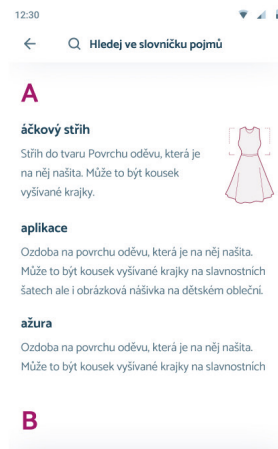 12:30
Hledej ve slovníčku pojmů
A
áčkový střih
Střih do tvaru Povrchu oděvu, která je
na něj našita. Může to být kousek
vyšívané krajky.
aplikace
Ozdoba na povrchu oděvu, která je na něj našita.
Může to být kousek vyšívané krajky na slavnostních
šatech ale i obrázková nášivka na dětském obleční.
ažura
Ozdoba na povrchu oděvu, která je na něj našita.
Může to být kousek vyšívané krajky na slavnostních
B